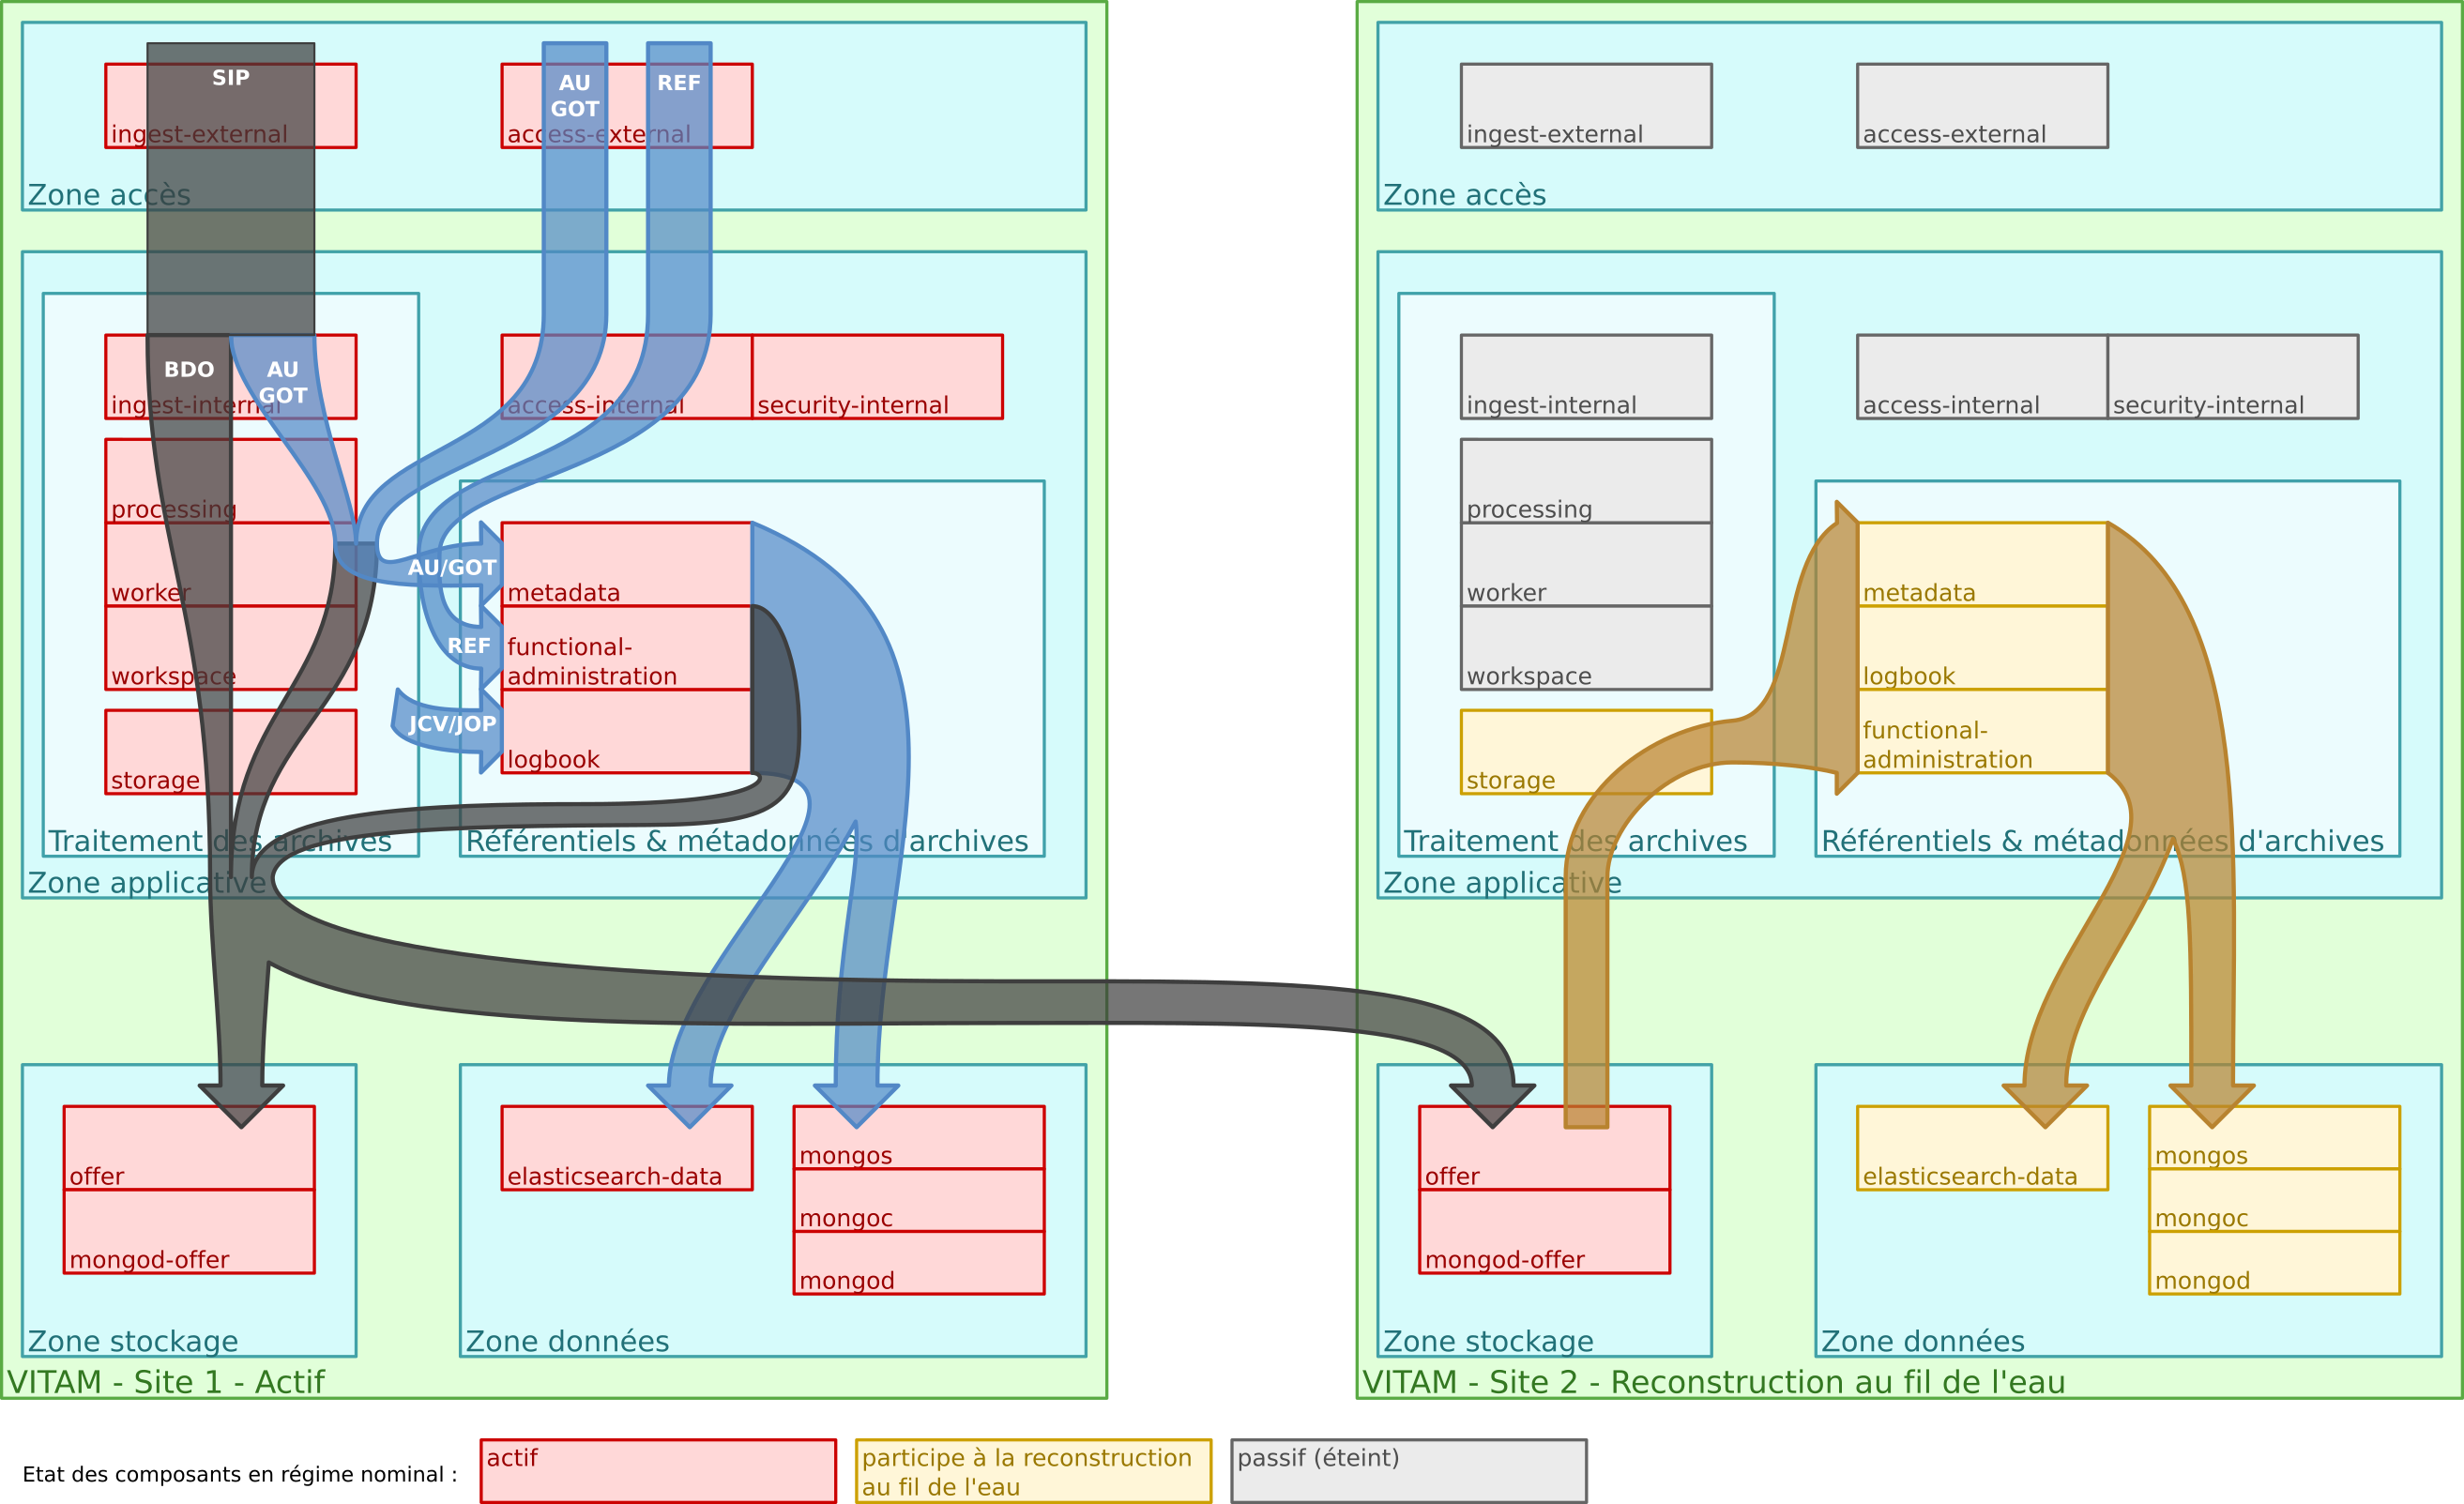 SIP
AU
GOT
REF
ingest-external
access-external
Zone accès
BDO
AU
GOT
ingest-internal
access-internal
security-internal
processing
worker
workspace
storage
Traitement des archives
AU/GOT
metadata
REF
functional-
administration
JCV/JOP
logbook
Référentiels & métadonnées d'archives
Zone applicative
offer
mongod-offer
Zone stockage
elasticsearch-data
mongos
mongoc
mongod
Zone données
VITAM - Site 1 - Actif
ingest-external
access-external
Zone accès
ingest-internal
access-internal
security-internal
processing
worker
workspace
storage
Traitement des archives
metadata
logbook
functional-
administration
Référentiels & métadonnées d'archives
Zone applicative
offer
mongod-offer
Zone stockage
elasticsearch-data
mongos
mongoc
mongod
Zone données
VITAM - Site 2 - Reconstruction au fil de l'eau
Etat des composants en régime nominal :
actif
participe à la reconstruction
au fil de l'eau
passif (éteint)